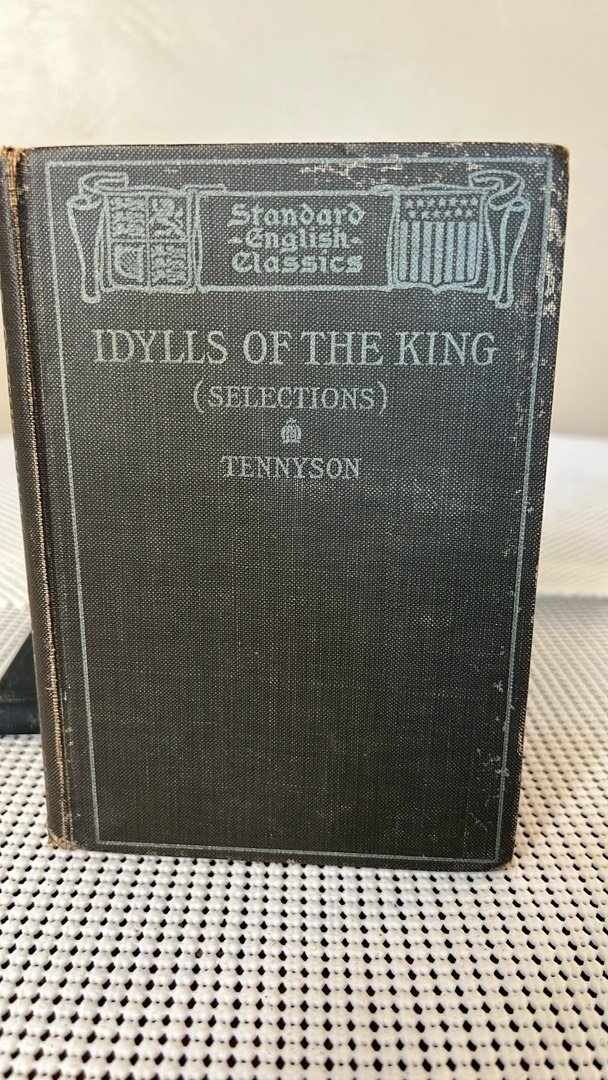 Standard
-English-
Classics
IDYLLS OF THE KING
(SELECTIONS)
TENNYSON